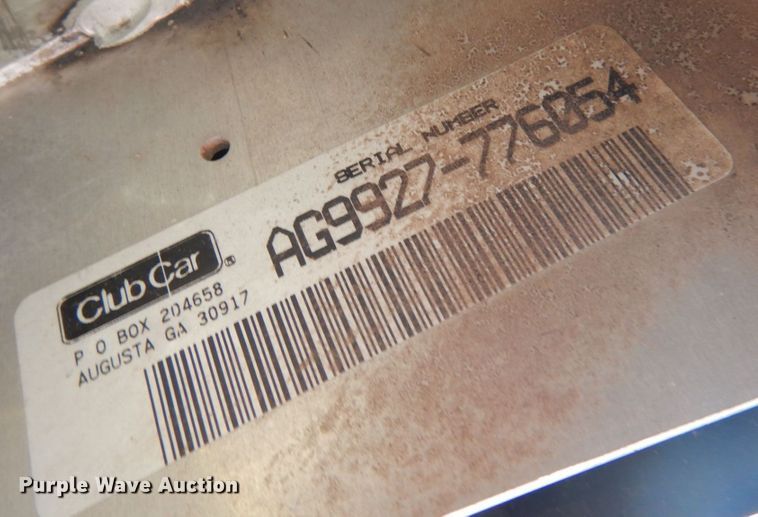 SERIAL NUMBER
AG9927-776054
Club Car®
P O BOX 204658
AUGUSTA GA 30917
Purple Wave Auction